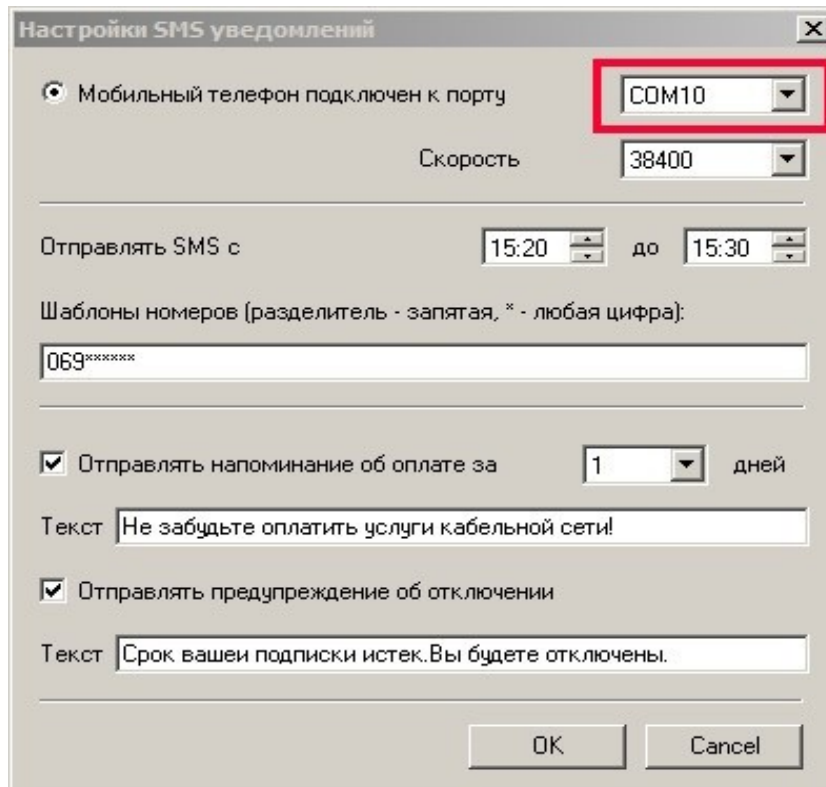 Настройки SMS уведомлений
Мобильный телефон подключен к порту COM10
Скорость 38400
Отправлять SMS с 15:20 до 15:30
Шаблоны номеров (разделитель - запятая, * - любая цифра):
069******
Отправлять напоминание об оплате за 1 дней
Текст Не забудьте оплатить услуги кабельной сети!
Отправлять предупреждение об отключении
Текст Срок вашеи подписки истек.Вы будете отключены.
OK Cancel